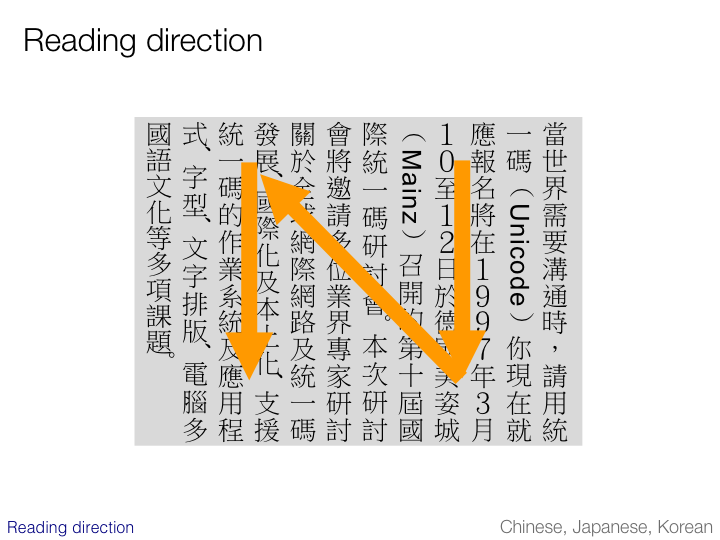 Reading direction
當世界需要溝通時，請用統
一碼（Unicode）你現在就
應報名將在1997年3月
10至12日於德國美姿城
（Mainz）召開的第十屆國
際統一碼研討會。本次研討
會將邀請多位業界專家研討
關於全球網際網路及統一碼
發展、國際化及本土化、支援
統一碼的作業系統及應用程
式、字型、文字排版、電腦多
國語文化等多項課題。
Reading direction
Chinese, Japanese, Korean